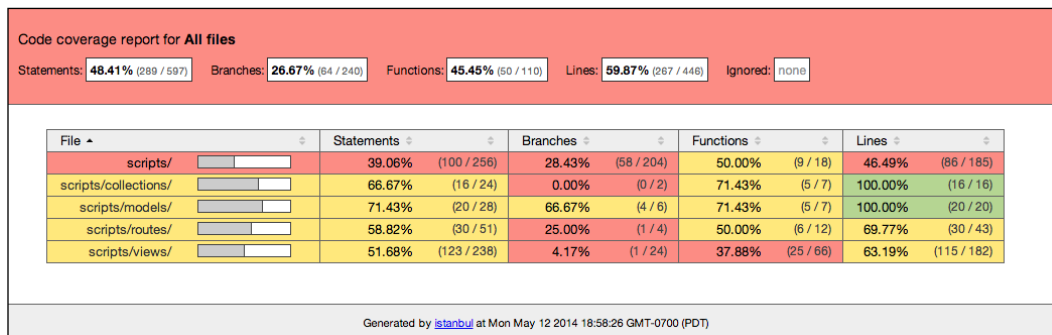 Code coverage report for All files
Statements: 48.41% (289 / 597) Branches: 26.67% (64 / 240) Functions: 45.45% (50 / 110) Lines: 59.87% (267 / 446) Ignored: none
File Statements Branches Functions Lines
scripts/ 39.06% (100 / 256) 28.43% (58 / 204) 50.00% (9 / 18) 46.49% (86 / 185)
scripts/collections/ 66.67% (16 / 24) 0.00% (0 / 2) 71.43% (5 / 7) 100.00% (16 / 16)
scripts/models/ 71.43% (20 / 28) 66.67% (4 / 6) 71.43% (5 / 7) 100.00% (20 / 20)
scripts/routes/ 58.82% (30 / 51) 25.00% (1 / 4) 50.00% (6 / 12) 69.77% (30 / 43)
scripts/views/ 51.68% (123 / 238) 4.17% (1 / 24) 37.88% (25 / 66) 63.19% (115 / 182)
Generated by istanbul at Mon May 12 2014 18:58:26 GMT-0700 (PDT)